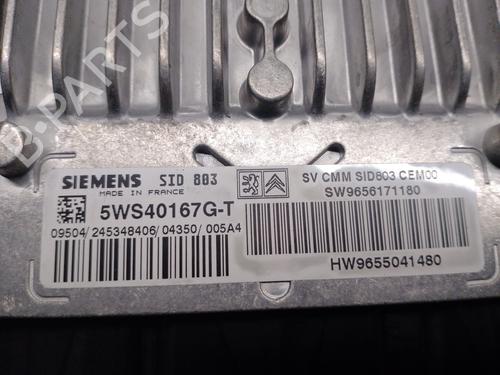 B-PARTS
SIEMENS SID 803
MADE IN FRANCE
5WS40167G-T
09504/245348406/04350/005A4
SV CMM SID803 CEM00
SW9656171180
HW9655041480